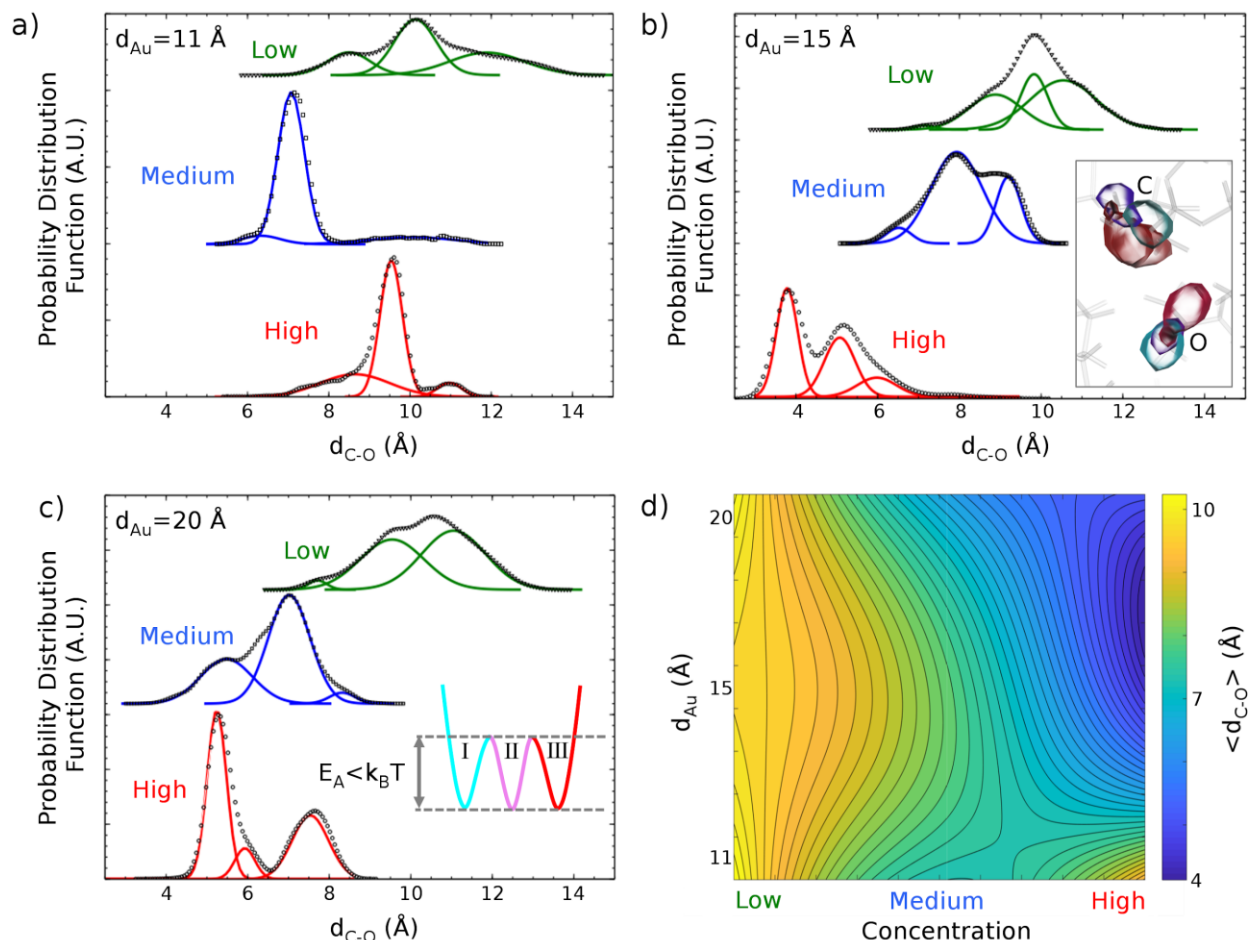 a)
d_Au=11 Å
Low
Medium
High
Probability Distribution
Function (A.U.)
4 6 8 10 12 14
d_C-O (Å)
b)
d_Au=15 Å
Low
Medium
High
C
O
Probability Distribution
Function (A.U.)
4 6 8 10 12 14
d_C-O (Å)
c)
d_Au=20 Å
Low
Medium
High
E_A<k_BT
I II III
Probability Distribution
Function (A.U.)
4 6 8 10 12 14
d_C-O (Å)
d)
20
15
11
d_Au (Å)
Low Medium High
Concentration
10
7
4
<d_C-O> (Å)